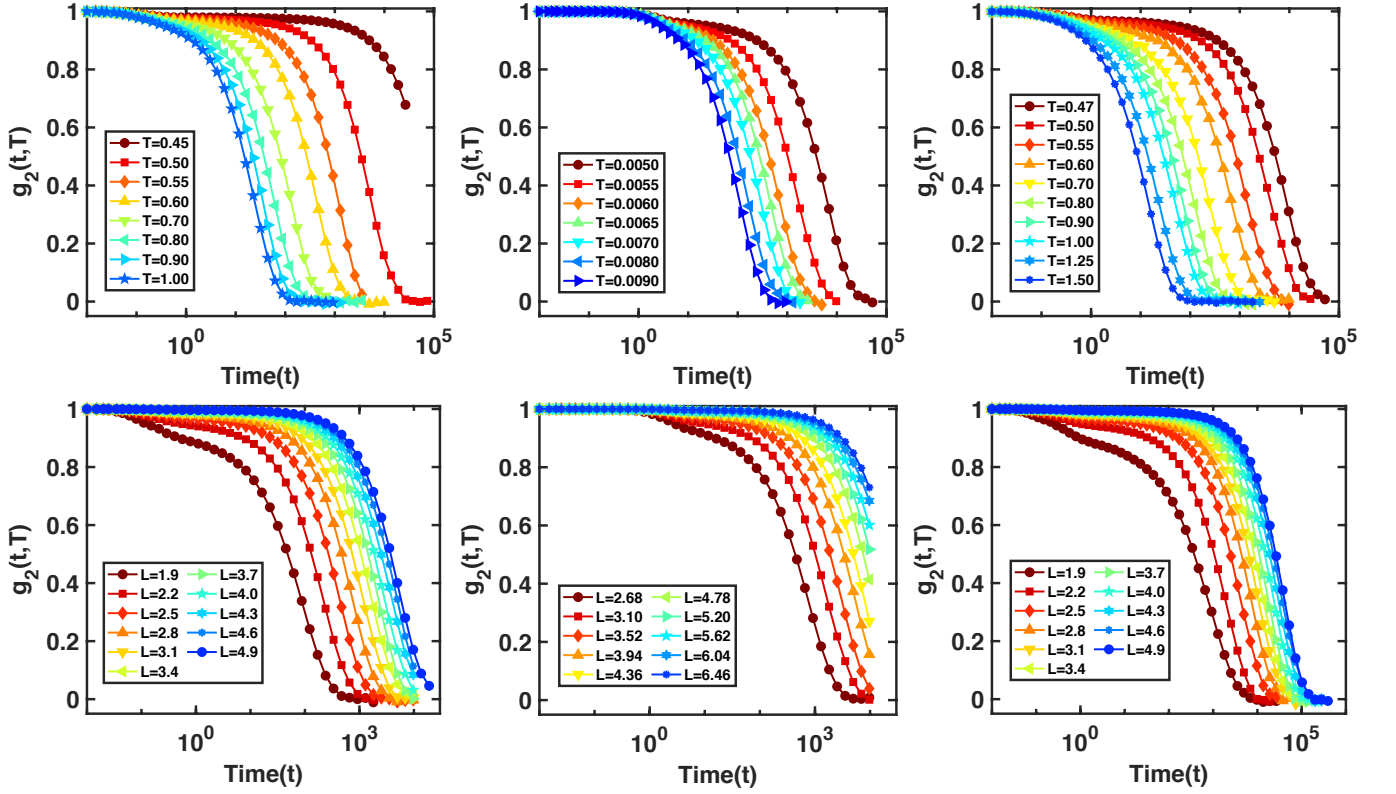 g2(t,T)
1
0.8
0.6
0.4
0.2
0
T=0.45
T=0.50
T=0.55
T=0.60
T=0.70
T=0.80
T=0.90
T=1.00
10^0
10^5
Time(t)
g2(t,T)
1
0.8
0.6
0.4
0.2
0
T=0.0050
T=0.0055
T=0.0060
T=0.0065
T=0.0070
T=0.0080
T=0.0090
10^0
10^5
Time(t)
g2(t,T)
1
0.8
0.6
0.4
0.2
0
T=0.47
T=0.50
T=0.55
T=0.60
T=0.70
T=0.80
T=0.90
T=1.00
T=1.25
T=1.50
10^0
10^5
Time(t)
g2(t,T)
1
0.8
0.6
0.4
0.2
0
L=1.9 L=3.7
L=2.2 L=4.0
L=2.5 L=4.3
L=2.8 L=4.6
L=3.1 L=4.9
L=3.4
10^0
10^3
Time(t)
g2(t,T)
1
0.8
0.6
0.4
0.2
0
L=2.68 L=4.78
L=3.10 L=5.20
L=3.52 L=5.62
L=3.94 L=6.04
L=4.36 L=6.46
10^0
10^3
Time(t)
g2(t,T)
1
0.8
0.6
0.4
0.2
0
L=1.9 L=3.7
L=2.2 L=4.0
L=2.5 L=4.3
L=2.8 L=4.6
L=3.1 L=4.9
L=3.4
10^0
10^5
Time(t)